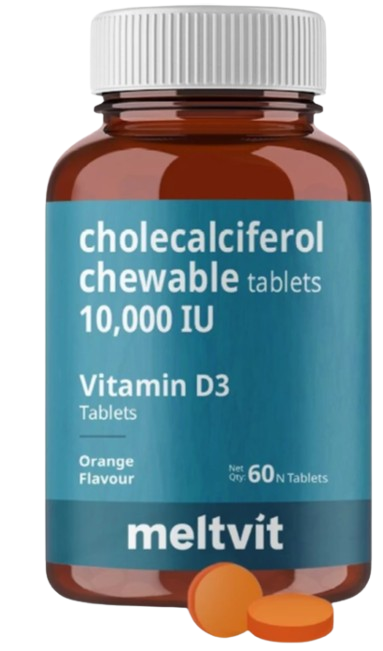 cholecalciferol
chewable tablets
10,000 IU
Vitamin D3
Tablets
Orange
Flavour
Net
Qty: 60 N Tablets
meltvit